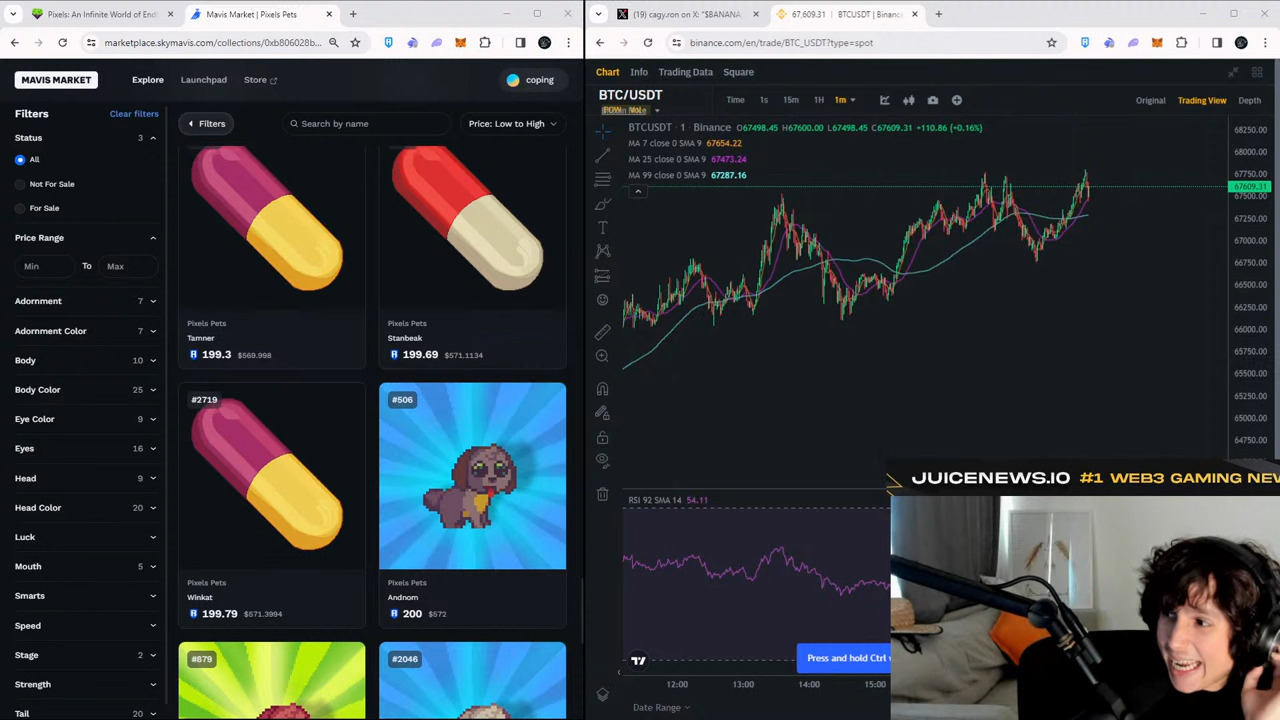 Pixels: An Infinite World of End
Mavis Market | Pixels Pets
marketplace.skymavis.com/collections/0xb806028b
MAVIS MARKET
Explore
Launchpad
Store
coping
Filters
Clear filters
Filters
Search by name
Price: Low to High
Status
3
All
Not For Sale
For Sale
Price Range
Min
To
Max
Adornment
7
Adornment Color
7
Body
10
Body Color
25
Eye Color
9
Eyes
16
Head
9
Head Color
20
Luck
Mouth
5
Smarts
Speed
Stage
2
Strength
Tail
20
Pixels Pets
Tamner
199.3 $569.998
Pixels Pets
Stanbeak
199.69 $571.1134
#2719
Pixels Pets
Winkat
199.79 $571.3994
#506
Pixels Pets
Andnom
200 $572
#879
#2046
(19) cagy.ron on X: "$BANANA
67,609.31 | BTCUSDT | Binanc
binance.com/en/trade/BTC_USDT?type=spot
Chart
Info
Trading Data
Square
BTC/USDT
POW
Vol
Time
1s
15m
1H
1m
Original
Trading View
Depth
BTCUSDT · 1 · Binance O67498.45 H67600.00 L67498.45 C67609.31 +110.86 (+0.16%)
MA 7 close 0 SMA 9 67654.22
MA 25 close 0 SMA 9 67473.24
MA 99 close 0 SMA 9 67287.16
68250.00
68000.00
67750.00
67609.31
67500.00
67250.00
67000.00
66750.00
66500.00
66250.00
66000.00
65750.00
65500.00
65250.00
65000.00
64750.00
RSI 92 SMA 14 54.11
JUICENEWS.IO #1 WEB3 GAMING NEW
Press and hold Ctrl
12:00
13:00
14:00
15:00
Date Range